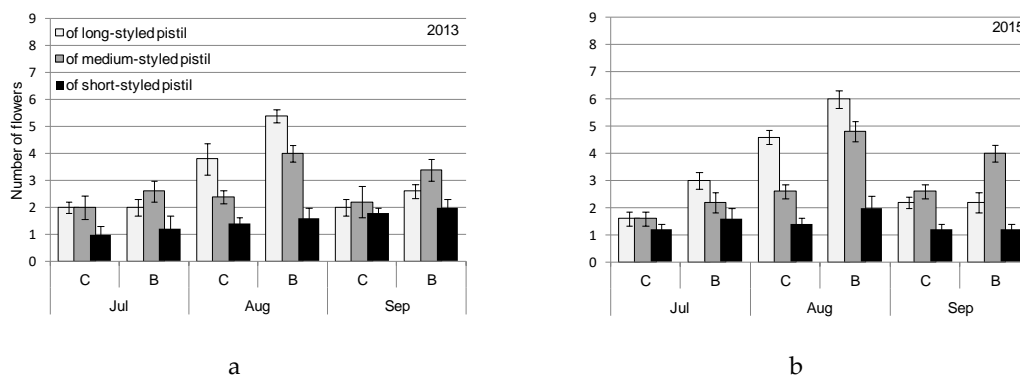 2013
of long-styled pistil
of medium-styled pistil
of short-styled pistil
Number of flowers
9
8
7
6
5
4
3
2
1
0
C B C B C B
Jul Aug Sep
a
2015
9
8
7
6
5
4
3
2
1
0
C B C B C B
Jul Aug Sep
b